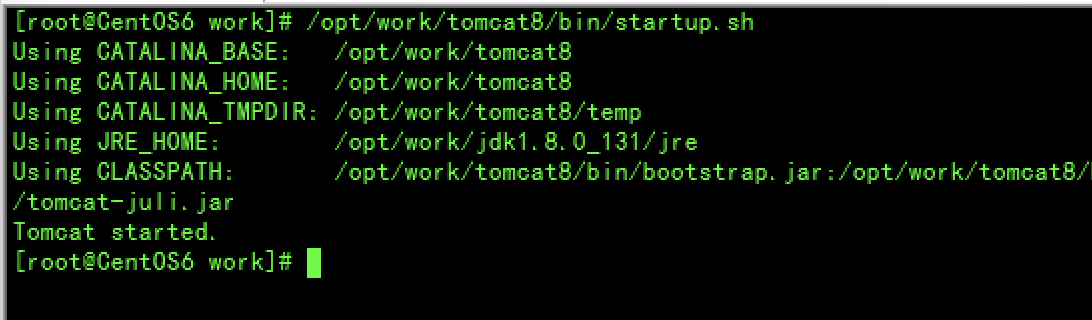 [root@CentOS6 work]# /opt/work/tomcat8/bin/startup.sh
Using CATALINA_BASE:   /opt/work/tomcat8
Using CATALINA_HOME:   /opt/work/tomcat8
Using CATALINA_TMPDIR: /opt/work/tomcat8/temp
Using JRE_HOME:        /opt/work/jdk1.8.0_131/jre
Using CLASSPATH:       /opt/work/tomcat8/bin/bootstrap.jar:/opt/work/tomcat8/
/tomcat-juli.jar
Tomcat started.
[root@CentOS6 work]#